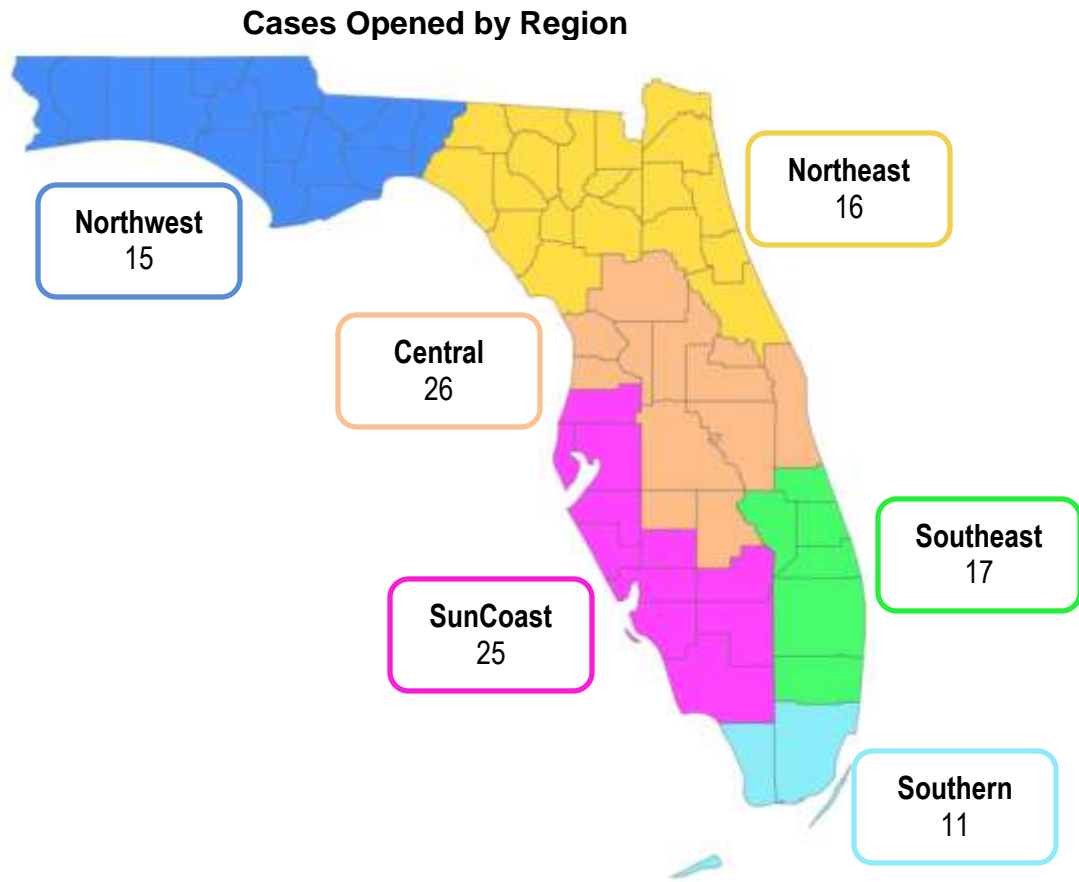 Cases Opened by Region
Northeast
16
Northwest
15
Central
26
Southeast
17
SunCoast
25
Southern
11